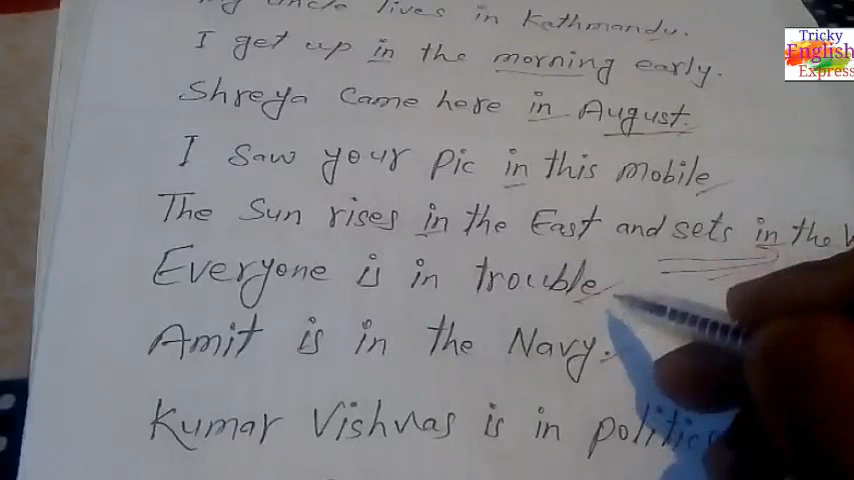 uncle lives in Kathmandu.
I get up in the morning early.
Shreya came here in August.
I saw your pic in this mobile
The Sun rises in the East and sets in the
Everyone is in trouble
Amit is in the Navy.
Kumar Vishvas is in politics
Tricky
English
Express